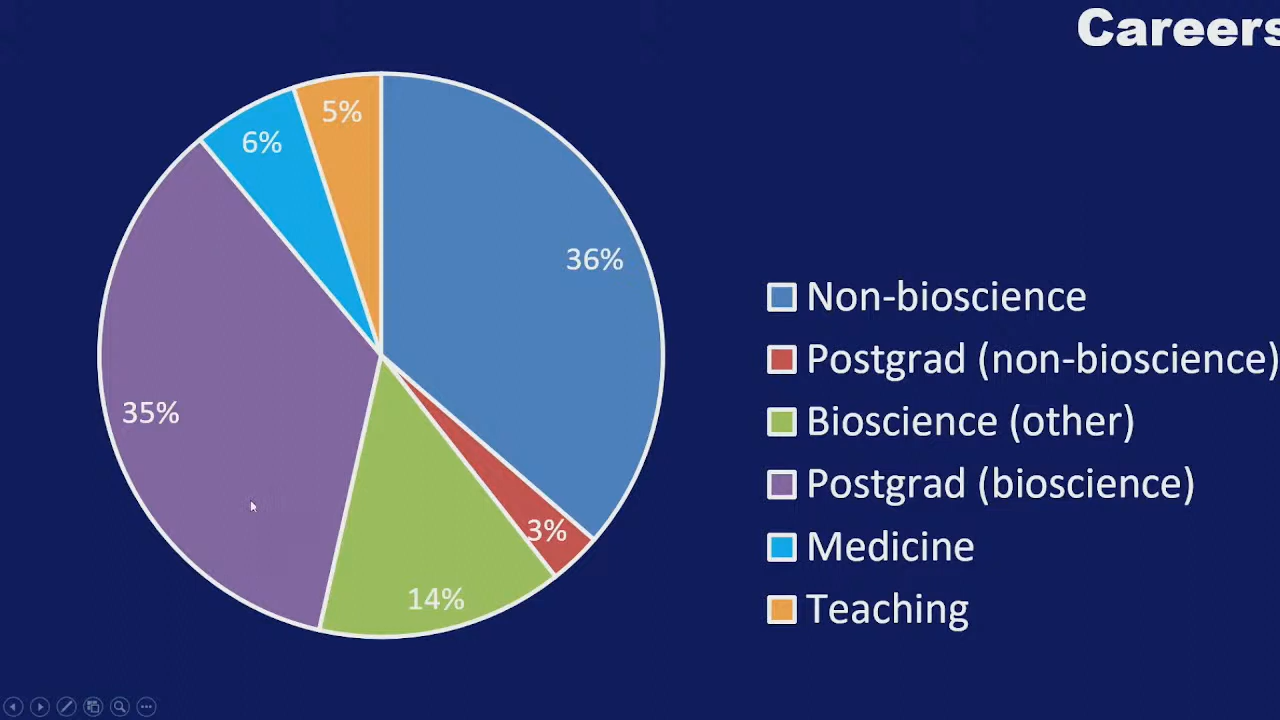 Careers
5%
6%
36%
35%
3%
14%
Non-bioscience
Postgrad (non-bioscience)
Bioscience (other)
Postgrad (bioscience)
Medicine
Teaching